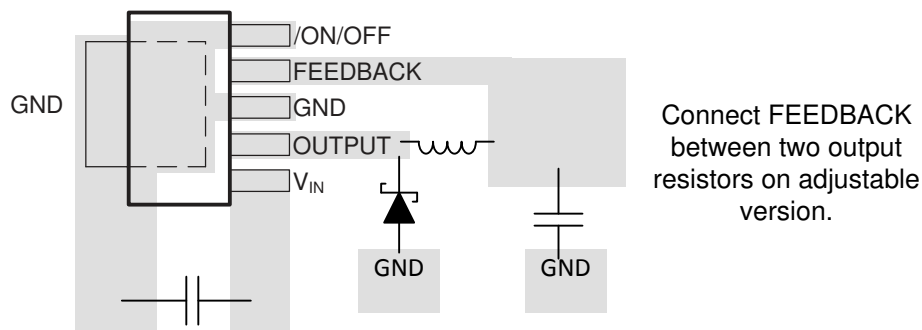 /ON/OFF
FEEDBACK
GND
GND
OUTPUT
VIN
GND
GND
Connect FEEDBACK
between two output
resistors on adjustable
version.